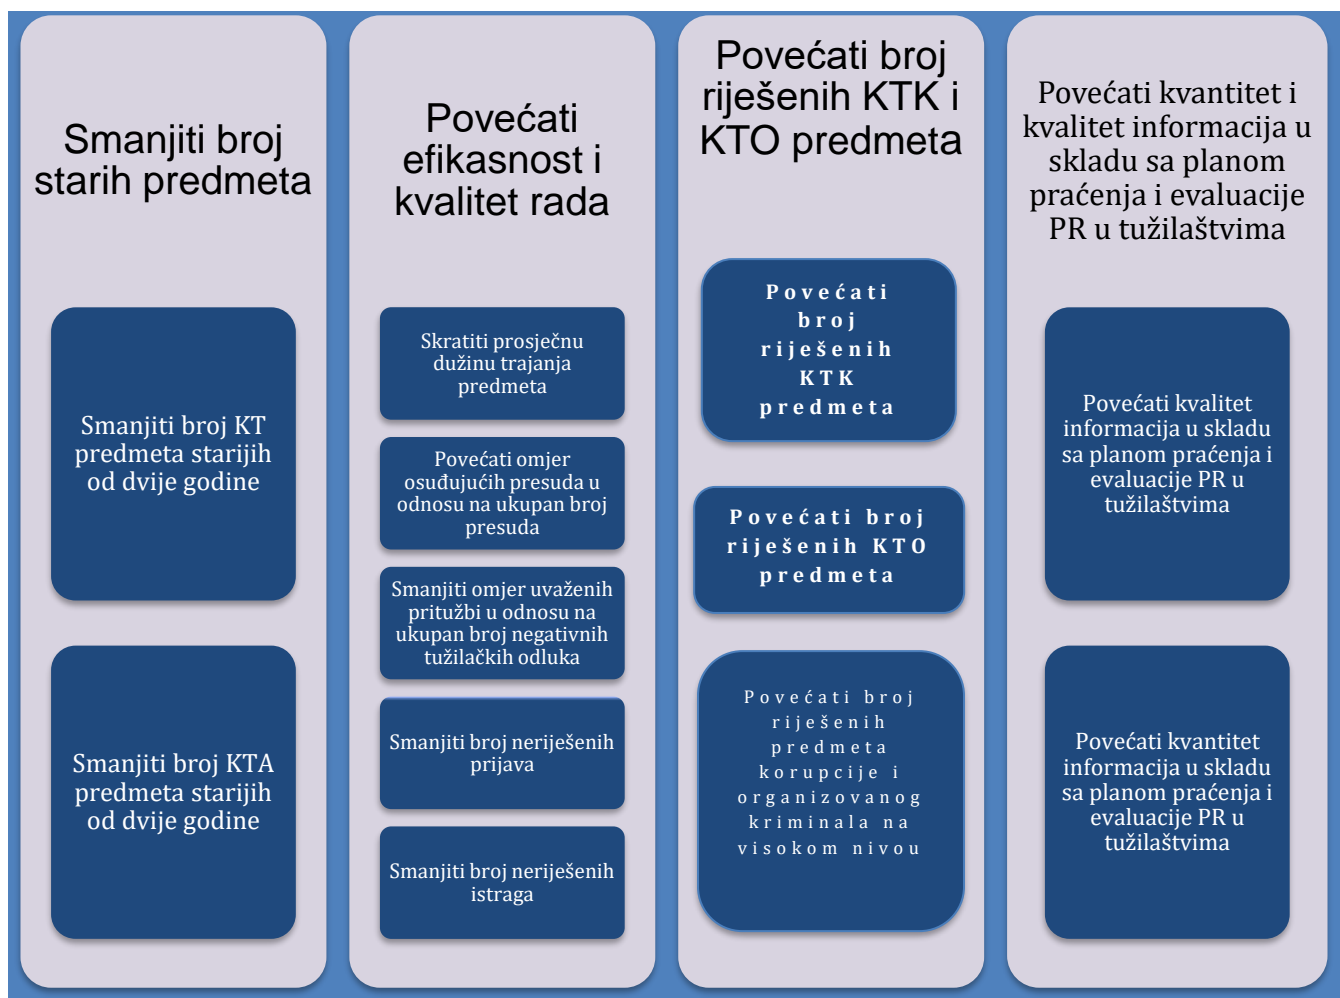 Smanjiti broj
starih predmeta
Smanjiti broj KT
predmeta starijih
od dvije godine
Smanjiti broj KTA
predmeta starijih
od dvije godine
Povećati
efikasnost i
kvalitet rada
Skratiti prosječnu
dužinu trajanja
predmeta
Povećati omjer
osuđujućih presuda u
odnosu na ukupan broj
presuda
Smanjiti omjer uvaženih
pritužbi u odnosu na
ukupan broj negativnih
tužilačkih odluka
Smanjiti broj neriješenih
prijava
Smanjiti broj neriješenih
istraga
Povećati broj
riješenih KTK i
KTO predmeta
Povećati
broj
riješenih
KTK
predmeta
Povećati broj
riješenih KTO
predmeta
Povećati broj
riješenih
predmeta
korupcije i
organizovanog
kriminala na
visokom nivou
Povećati kvantitet i
kvalitet informacija u
skladu sa planom
praćenja i evaluacije
PR u tužilaštvima
Povećati kvalitet
informacija u skladu
sa planom praćenja i
evaluacije PR u
tužilaštvima
Povećati kvantitet
informacija u skladu
sa planom praćenja i
evaluacije PR u
tužilaštvima